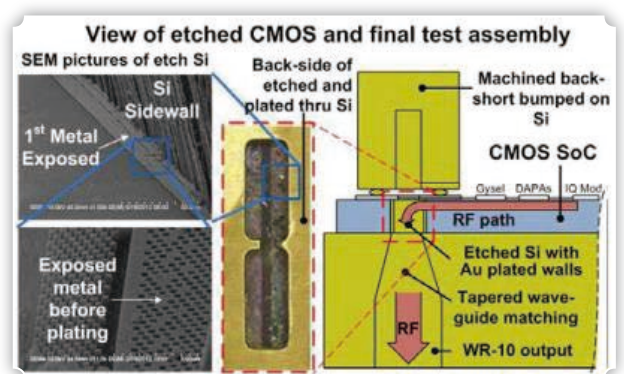 View of etched CMOS and final test assembly
SEM pictures of etch Si
Si
Sidewall
1st Metal
Exposed
Exposed
metal
before
plating
Back-side of
etched and
plated thru Si
Machined back-
short bumped on
Si
CMOS SoC
Gysel DAPAs IQ Mod.
RF path
Etched Si with
Au plated walls
Tapered wave-
guide matching
RF
WR-10 output